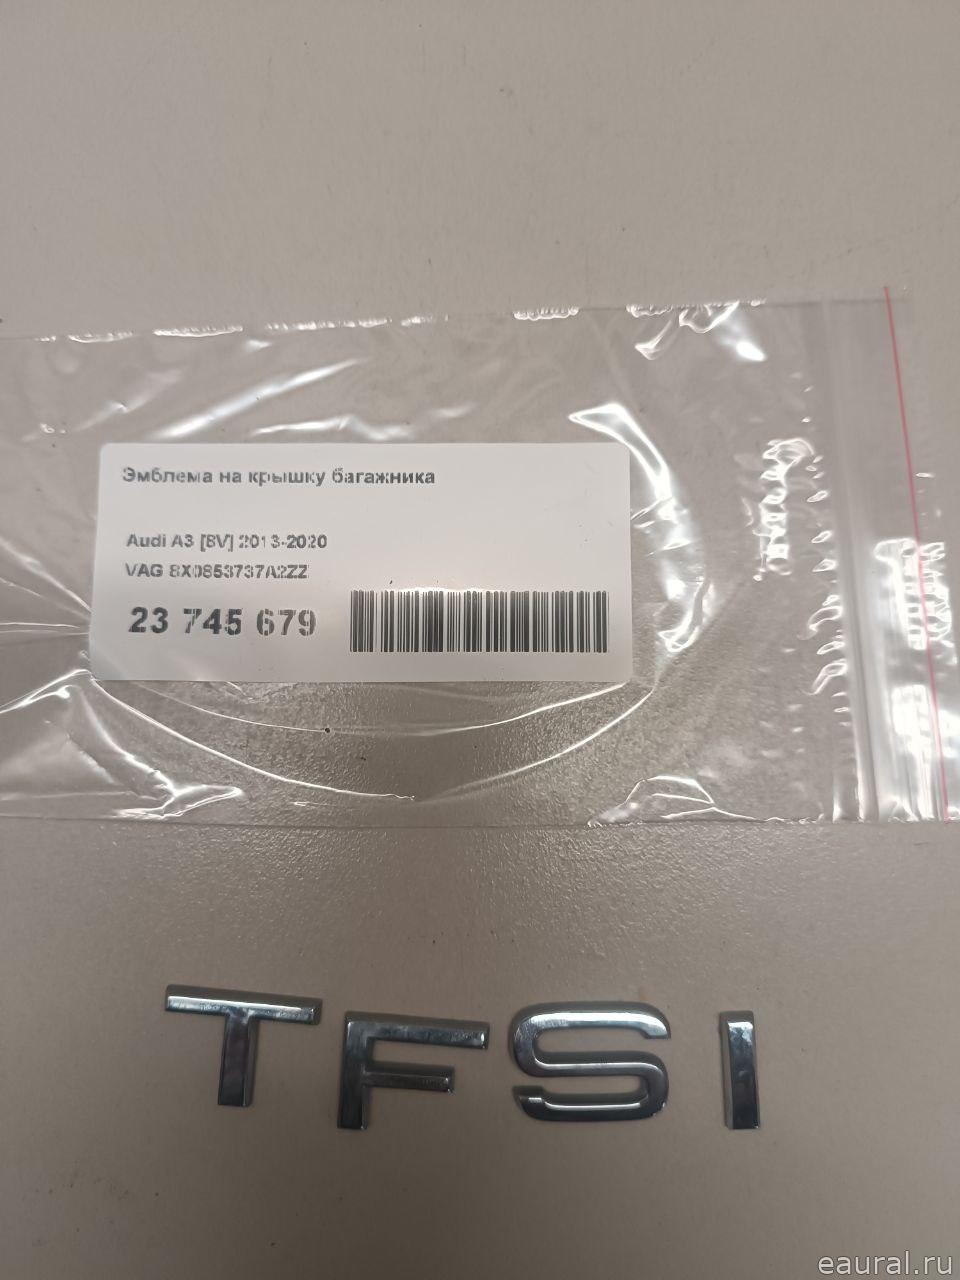 Эмблема на крышку багажника
Audi A3 [8V] 2013-2020
VAG 8X0853737A2ZZ
23 745 679
TFSI
eaural.ru